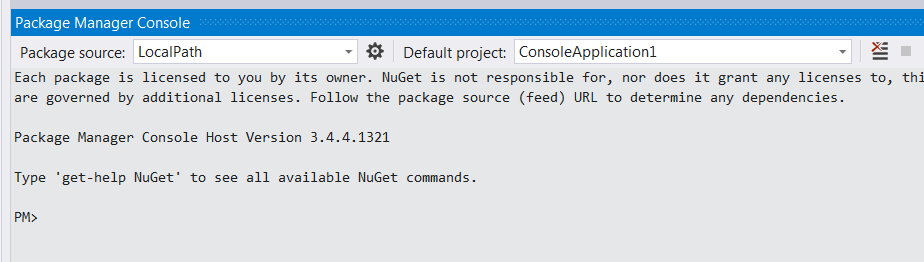 Package Manager Console
Package source: LocalPath Default project: ConsoleApplication1
Each package is licensed to you by its owner. NuGet is not responsible for, nor does it grant any licenses to,
are governed by additional licenses. Follow the package source (feed) URL to determine any dependencies.
Package Manager Console Host Version 3.4.4.1321
Type 'get-help NuGet' to see all available NuGet commands.
PM>